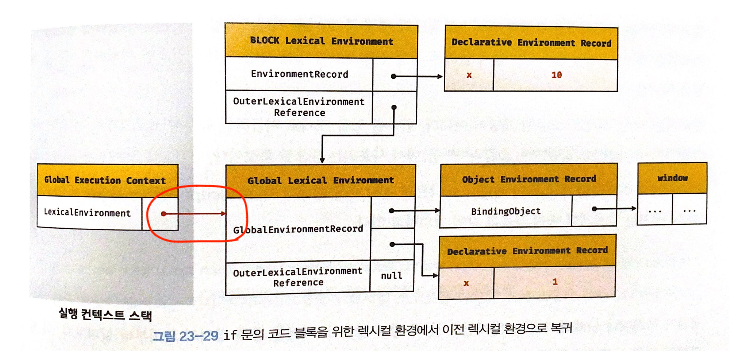 BLOCK Lexical Environment
EnvironmentRecord
OuterLexicalEnvironment
Reference
Declarative Environment Record
x 10
Global Execution Context
LexicalEnvironment
Global Lexical Environment
GlobalEnvironmentRecord
OuterLexicalEnvironment
Reference
null
Object Environment Record
BindingObject
window
... ...
Declarative Environment Record
x 1
실행 컨텍스트 스택
그림 23-29 if 문의 코드 블록을 위한 렉시컬 환경에서 이전 렉시컬 환경으로 복귀